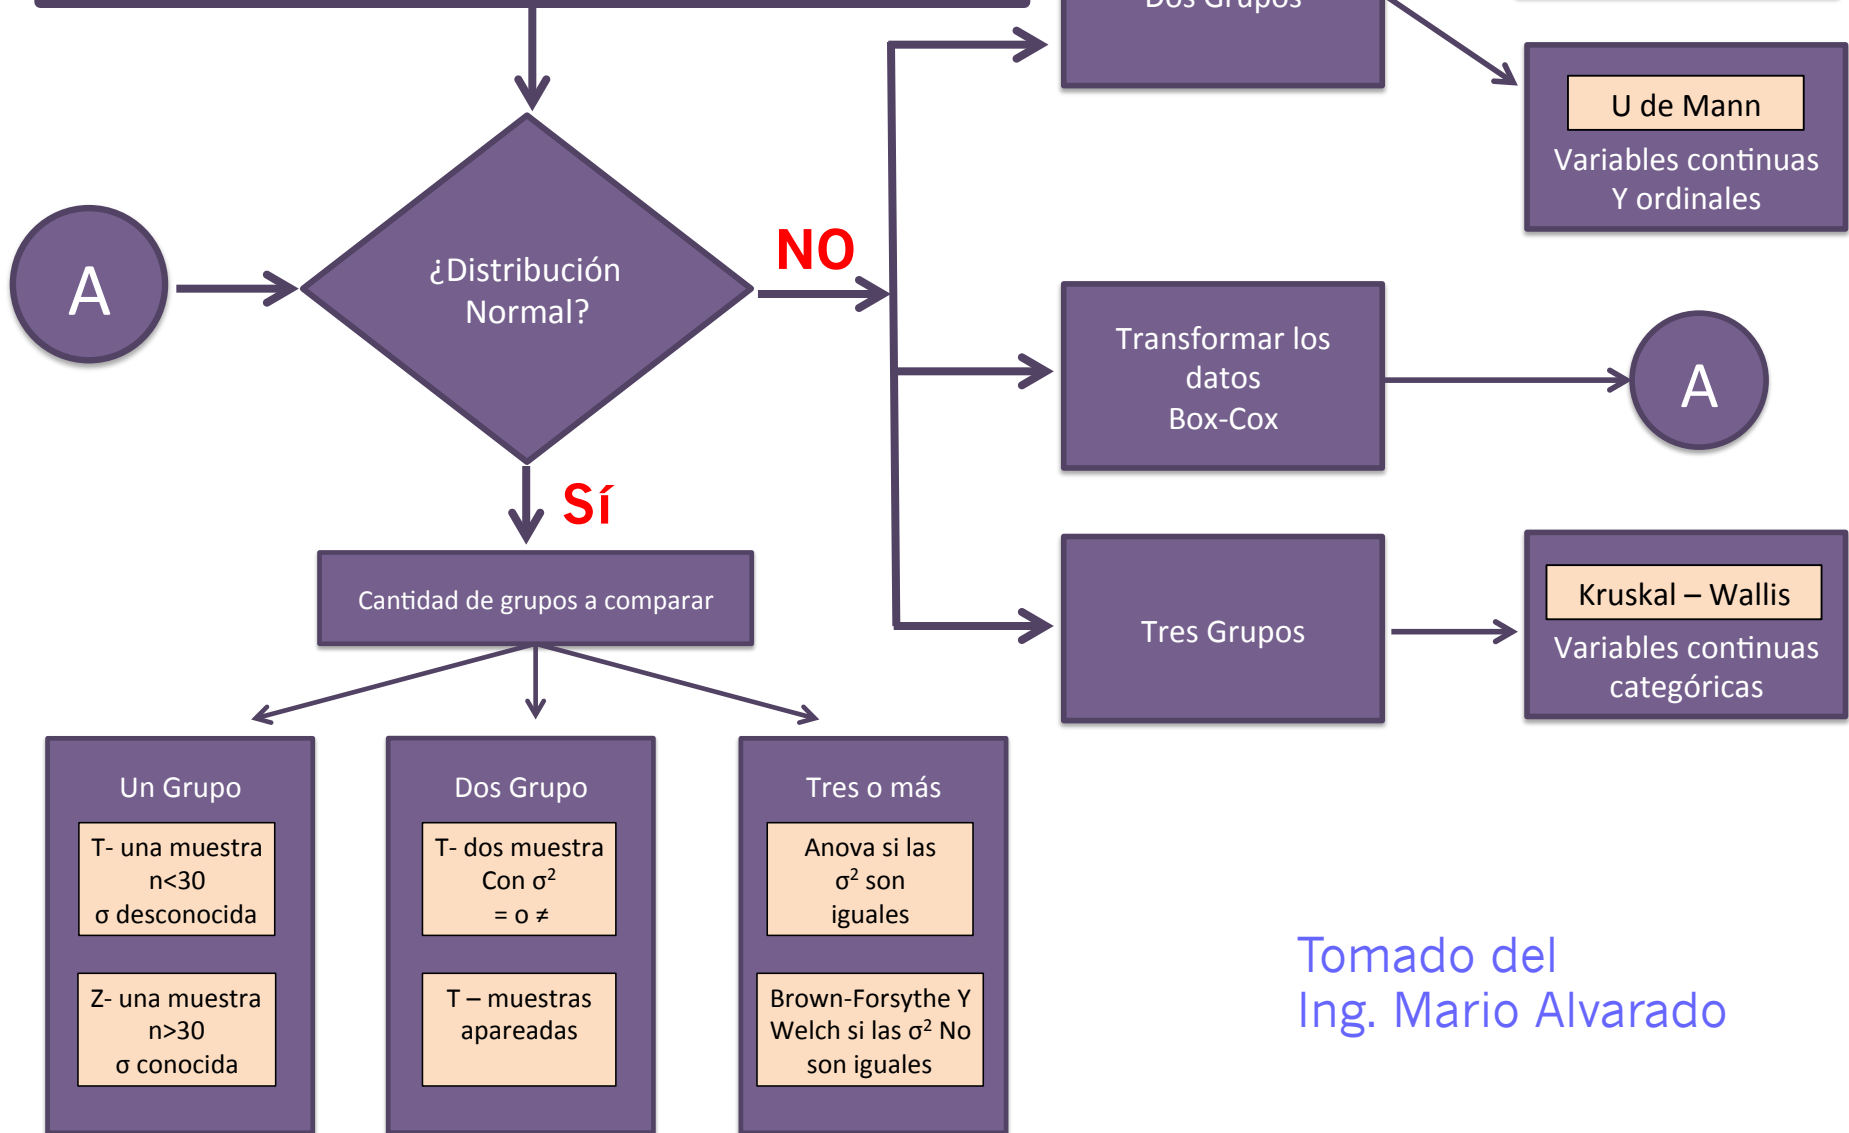 Dos Grupos
U de Mann
Variables continuas
Y ordinales
A
¿Distribución
Normal?
NO
Transformar los
datos
Box-Cox
A
Sí
Cantidad de grupos a comparar
Tres Grupos
Kruskal – Wallis
Variables continuas
categóricas
Un Grupo
T- una muestra
n<30
σ desconocida
Z- una muestra
n>30
σ conocida
Dos Grupo
T- dos muestra
Con σ²
= o ≠
T – muestras
apareadas
Tres o más
Anova si las
σ² son
iguales
Brown-Forsythe Y
Welch si las σ² No
son iguales
Tomado del
Ing. Mario Alvarado